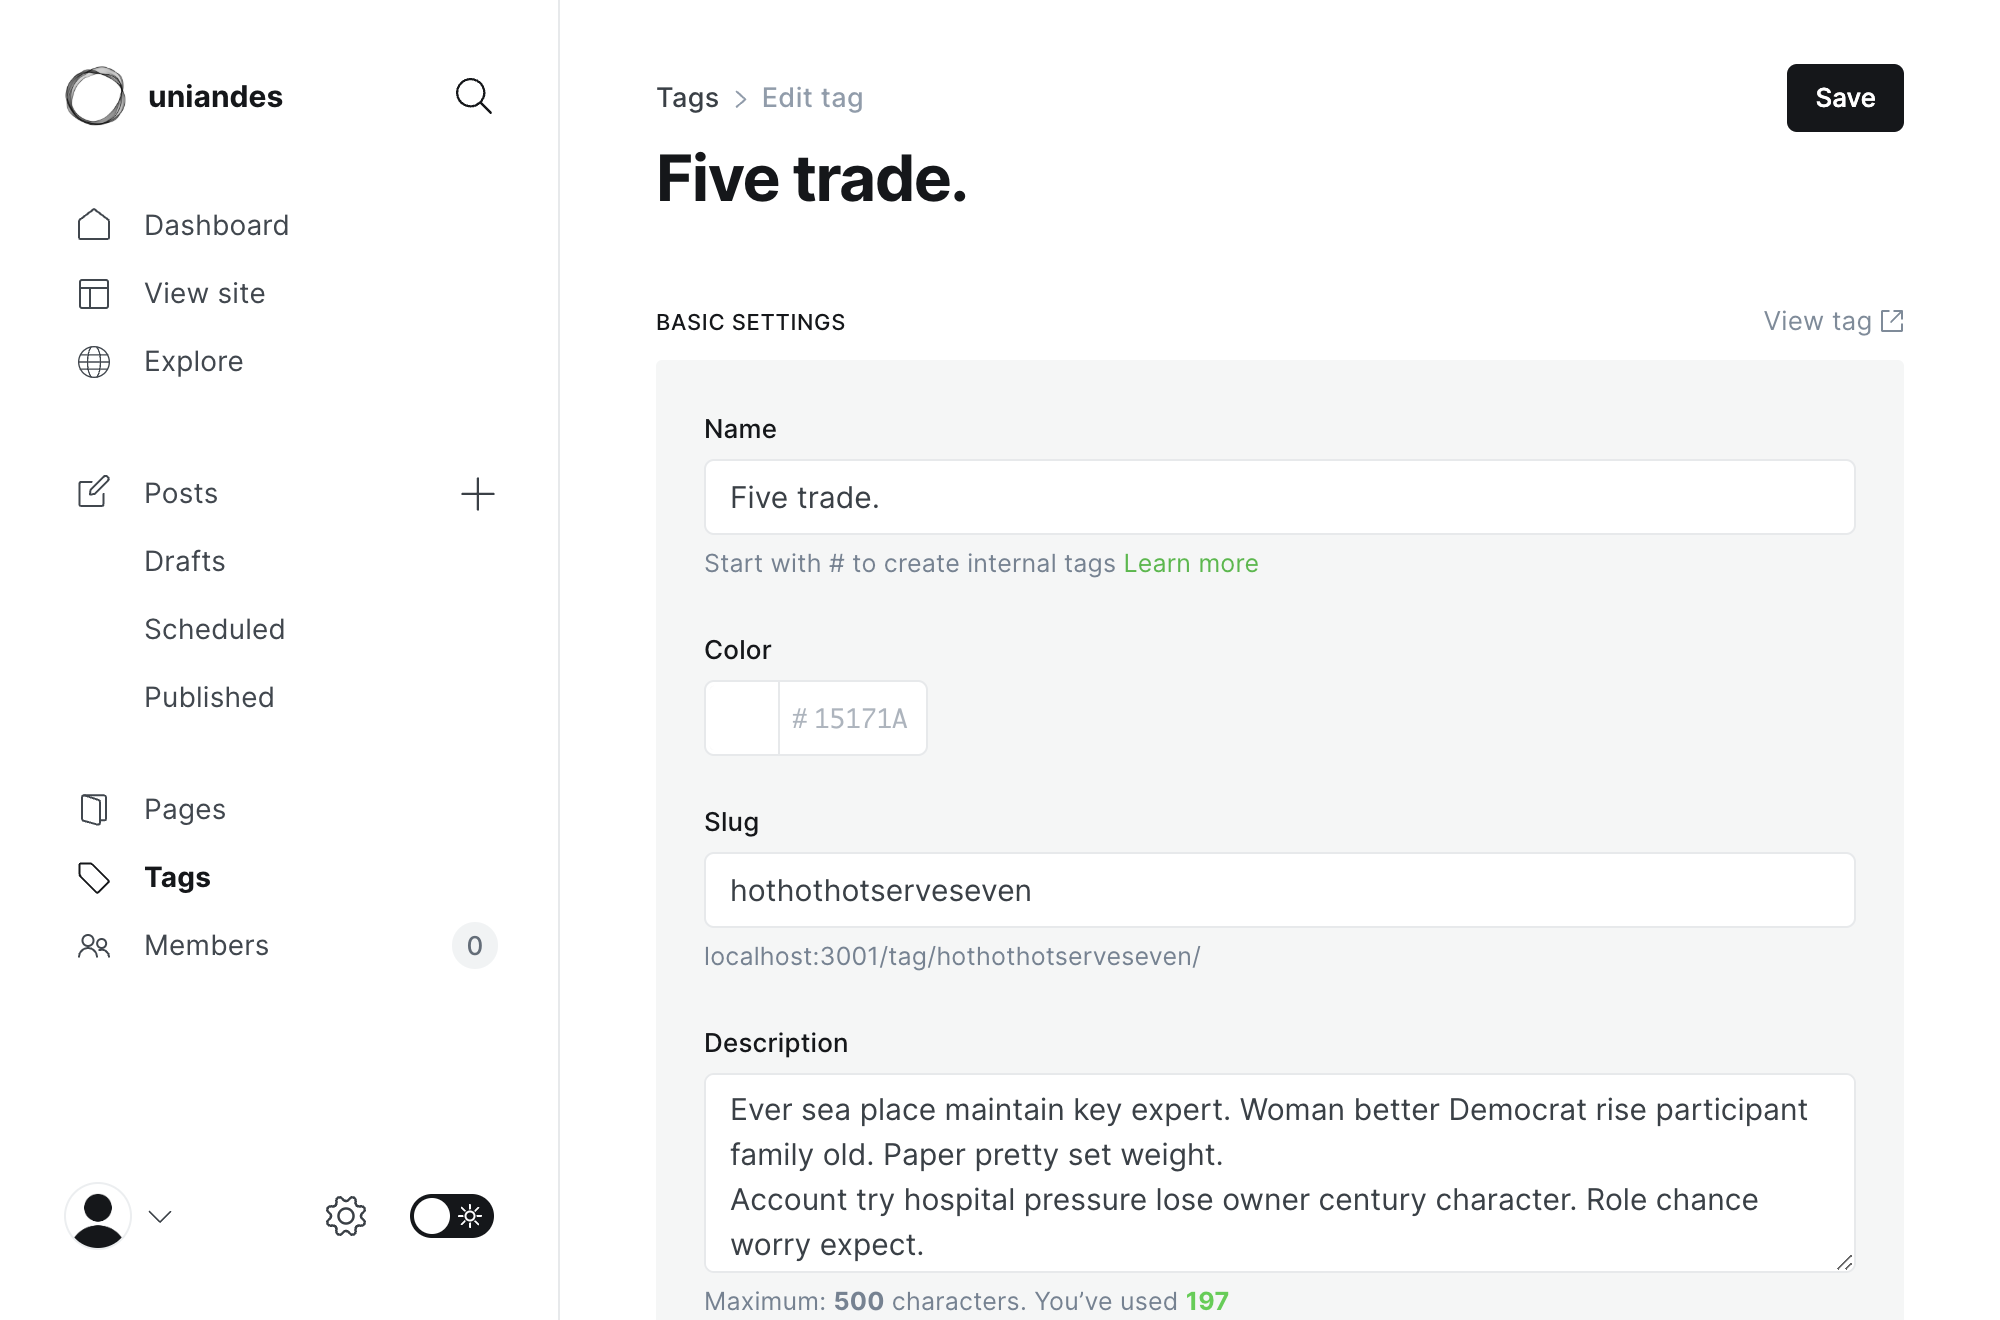 uniandes
Dashboard
View site
Explore
Posts
Drafts
Scheduled
Published
Pages
Tags
Members
0
Tags > Edit tag
Save
Five trade.
BASIC SETTINGS
View tag
Name
Five trade.
Start with # to create internal tags Learn more
Color
# 15171A
Slug
hothothotserveseven
localhost:3001/tag/hothothotserveseven/
Description
Ever sea place maintain key expert. Woman better Democrat rise participant
family old. Paper pretty set weight.
Account try hospital pressure lose owner century character. Role chance
worry expect.
Maximum: 500 characters. You’ve used 197